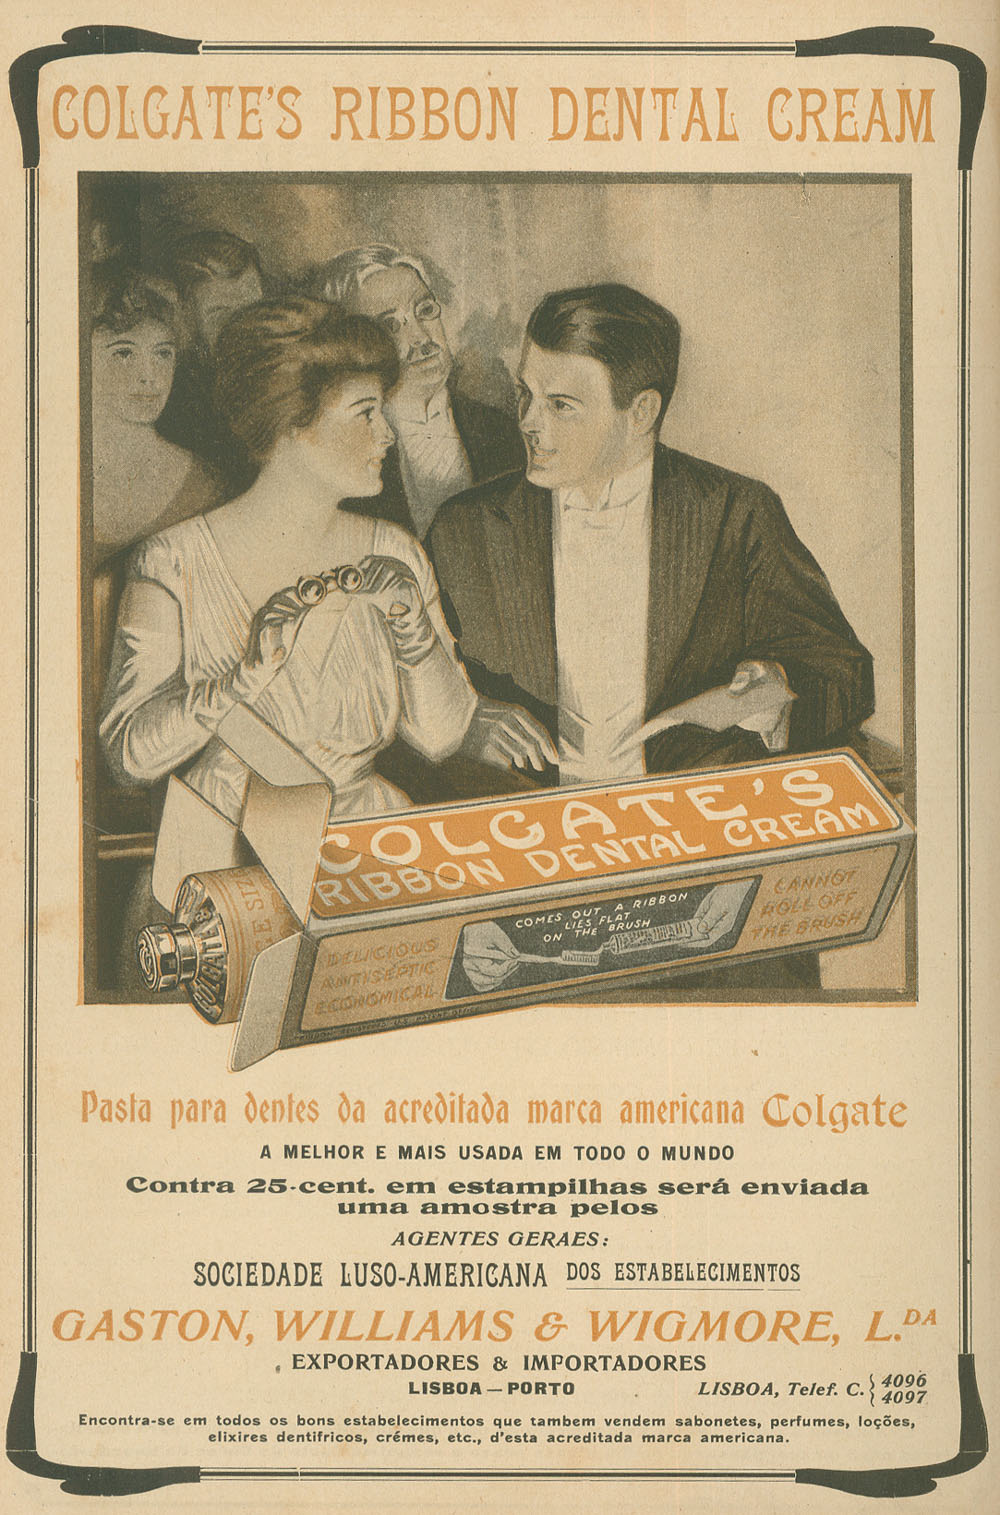 COLGATE'S RIBBON DENTAL CREAM
COLGATE'S
RIBBON DENTAL CREAM
COMES OUT A RIBBON
LIES FLAT
ON THE BRUSH
DELICIOUS
ANTISEPTIC
ECONOMICAL
CANNOT
ROLL OFF
THE BRUSH
COLGATE &
E SIZ
Pasta para dentes da acreditada marca americana Colgate
A MELHOR E MAIS USADA EM TODO O MUNDO
Contra 25-cent. em estampilhas será enviada
uma amostra pelos
AGENTES GERAES:
SOCIEDADE LUSO-AMERICANA DOS ESTABELECIMENTOS
GASTON, WILLIAMS & WIGMORE, L.DA
EXPORTADORES & IMPORTADORES
LISBOA — PORTO
LISBOA, Telef. C. { 4096
4097
Encontra-se em todos os bons estabelecimentos que tambem vendem sabonetes, perfumes, loções,
elixires dentifricos, crémes, etc., d'esta acreditada marca americana.